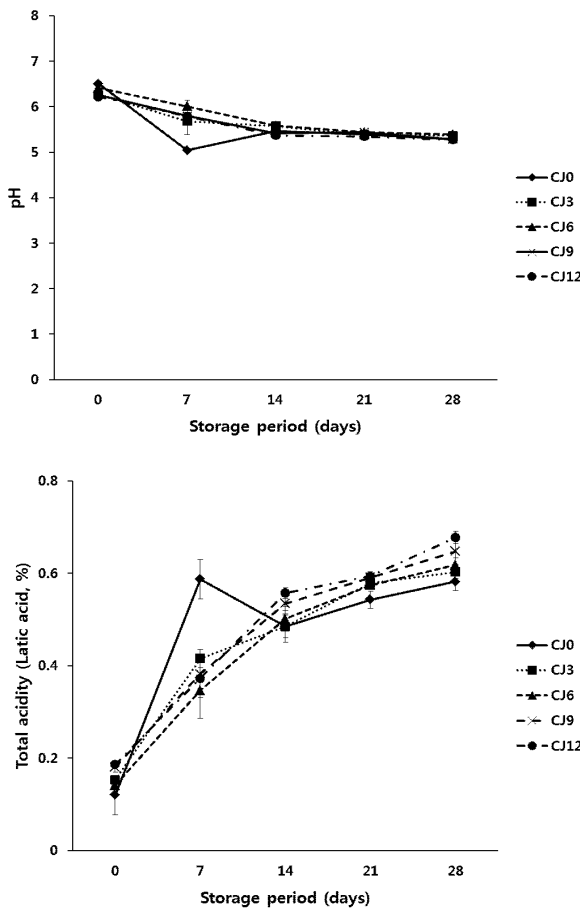 8
7
6
5
4
3
2
1
0
pH
0 7 14 21 28
Storage period (days)
CJ0
CJ3
CJ6
CJ9
CJ12
0.8
0.6
0.4
0.2
0
Total acidity (Latic acid, %)
0 7 14 21 28
Storage period (days)
CJ0
CJ3
CJ6
CJ9
CJ12